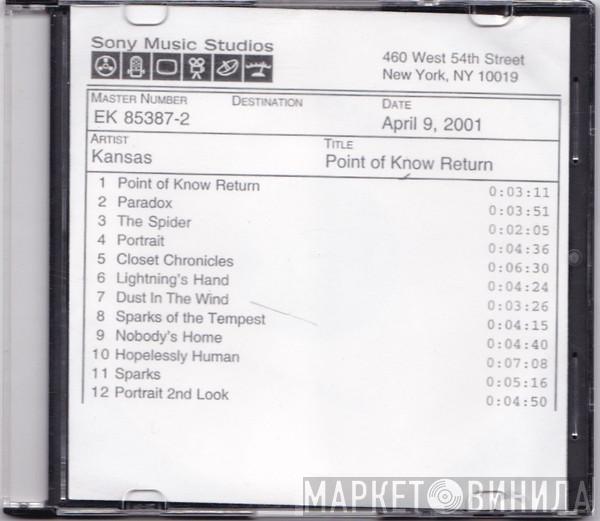 Sony Music Studios
460 West 54th Street
New York, NY 10019
MASTER NUMBER DESTINATION DATE
EK 85387-2 April 9, 2001
ARTIST TITLE
Kansas Point of Know Return
1 Point of Know Return 0:03:11
2 Paradox 0:03:51
3 The Spider 0:02:05
4 Portrait 0:04:36
5 Closet Chronicles 0:06:30
6 Lightning's Hand 0:04:24
7 Dust In The Wind 0:03:26
8 Sparks of the Tempest 0:04:15
9 Nobody's Home 0:04:40
10 Hopelessly Human 0:07:08
11 Sparks 0:05:16
12 Portrait 2nd Look 0:04:50
МАРКЕТ ВИНИЛА